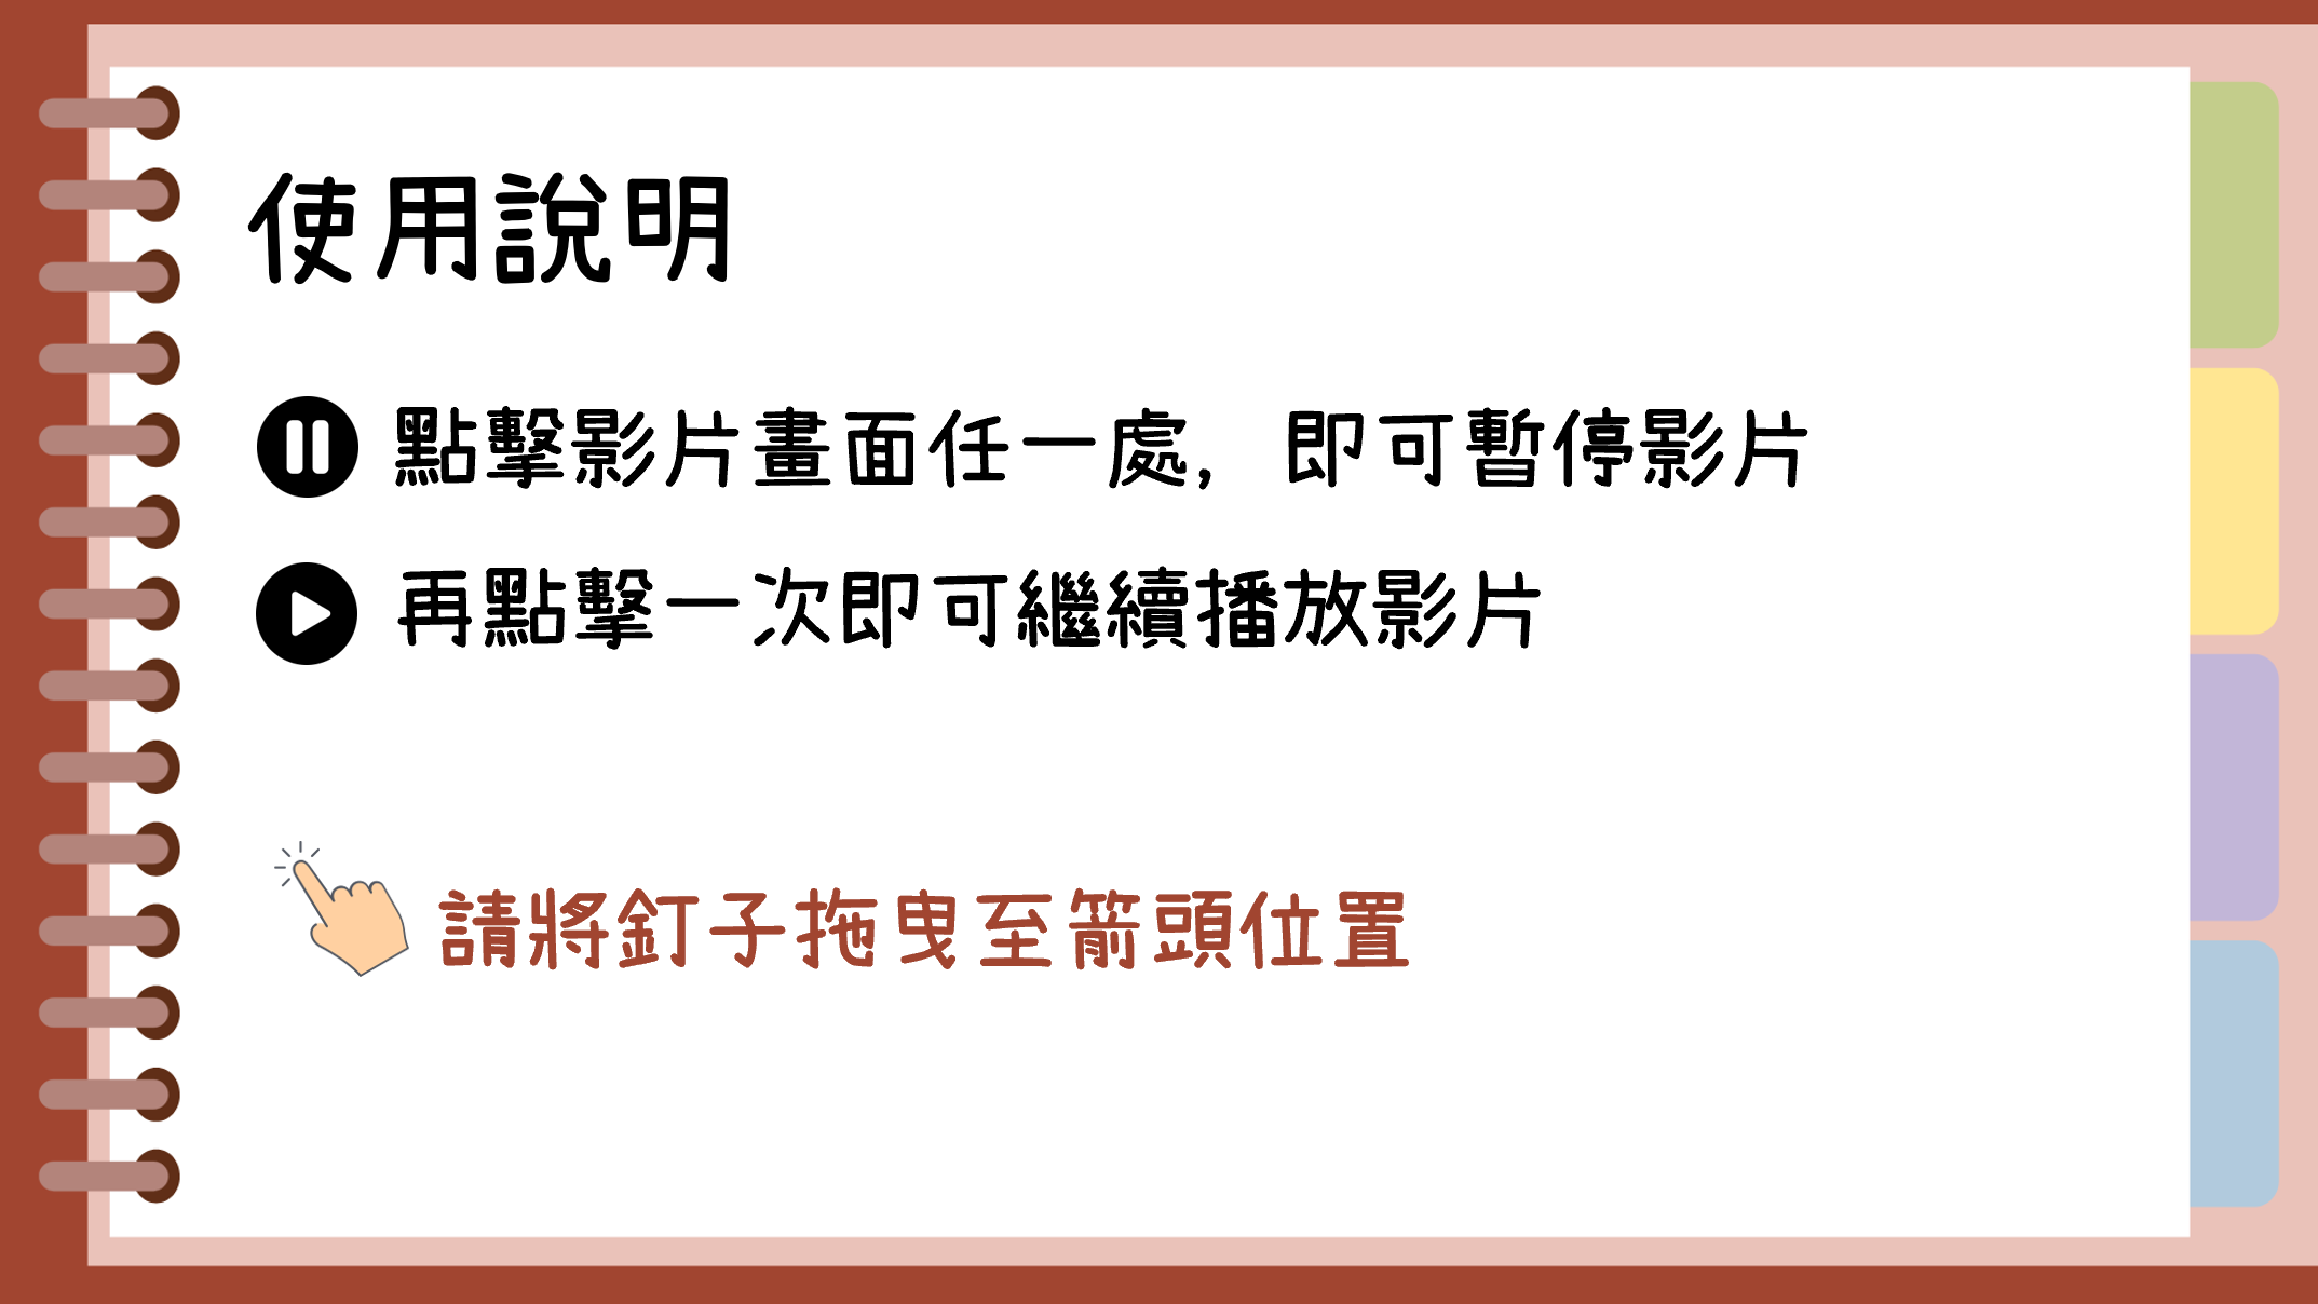 使用說明
點擊影片畫面任一處，即可暫停影片
再點擊一次即可繼續播放影片
請將釘子拖曳至箭頭位置